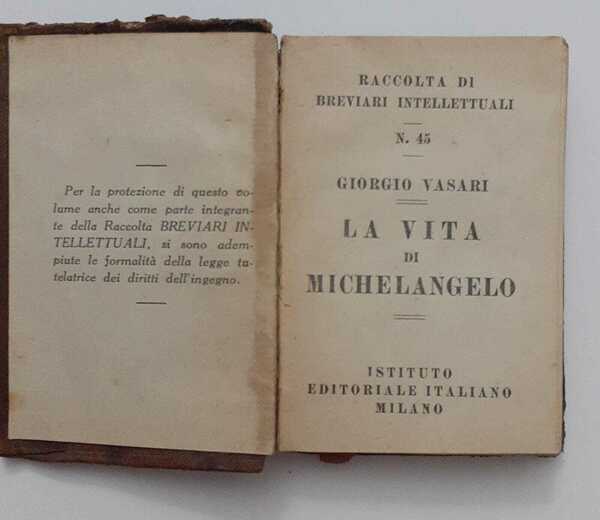 Per la protezione di questo vo-
lume anche come parte integran-
te della Raccolta BREVIARI IN-
TELLETTUALI, si sono adem-
piute le formalità della legge tu-
telatrice dei diritti dell'ingegno.
RACCOLTA DI
BREVIARI INTELLETTUALI
N. 45
GIORGIO VASARI
LA VITA
DI
MICHELANGELO
ISTITUTO
EDITORIALE ITALIANO
MILANO